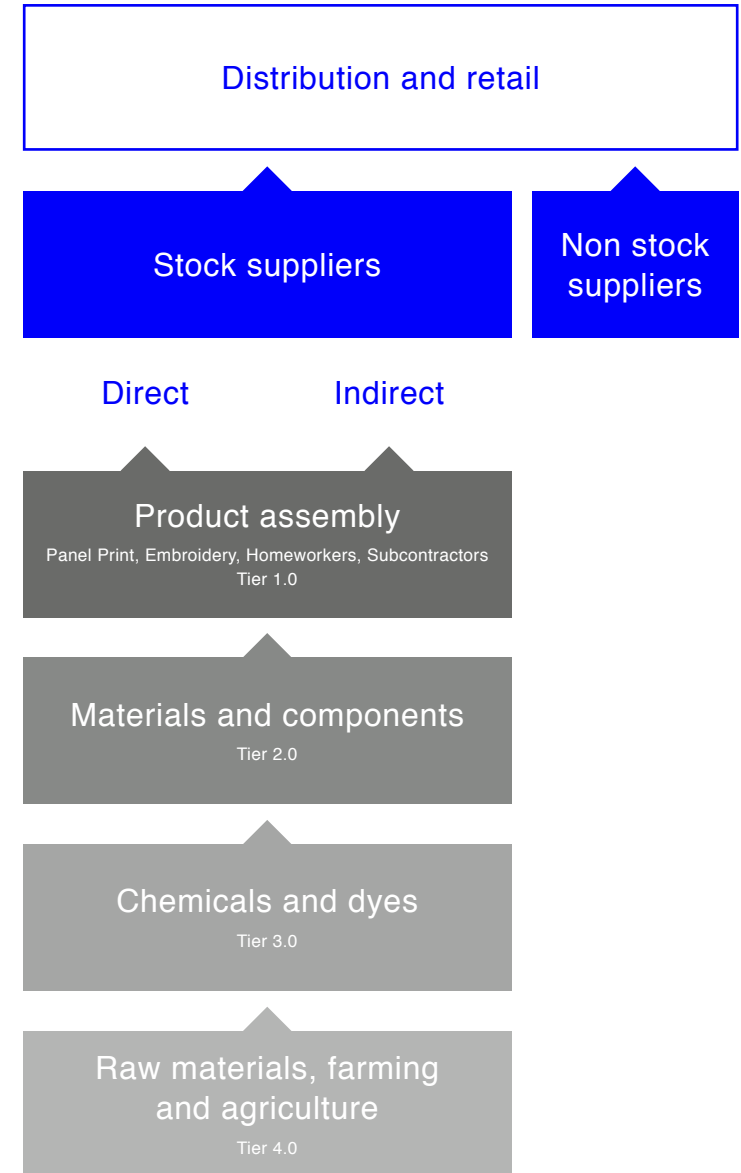 Distribution and retail
Stock suppliers
Non stock
suppliers
Direct
Indirect
Product assembly
Panel Print, Embroidery, Homeworkers, Subcontractors
Tier 1.0
Materials and components
Tier 2.0
Chemicals and dyes
Tier 3.0
Raw materials, farming
and agriculture
Tier 4.0